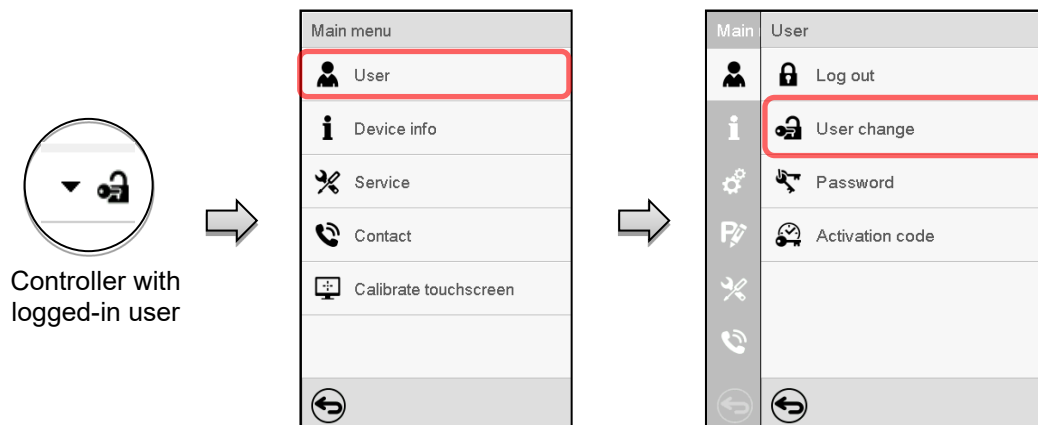 Controller with
logged-in user
Main menu
User
Device info
Service
Contact
Calibrate touchscreen
Main
User
Log out
User change
Password
Activation code